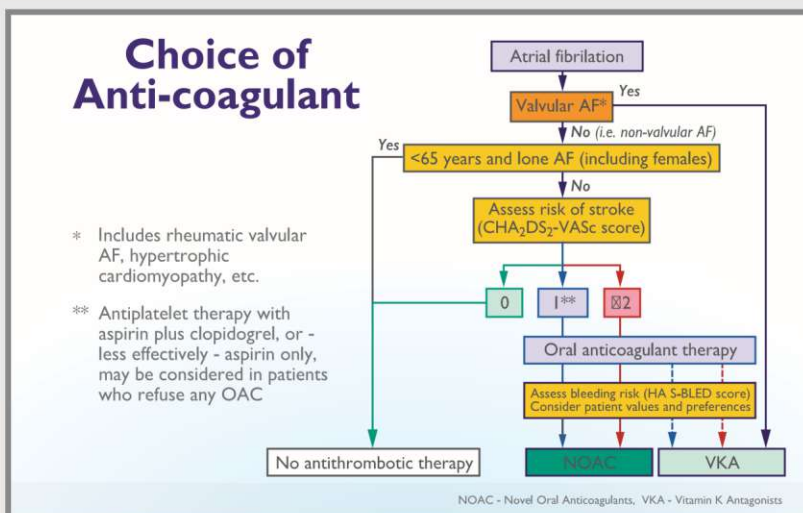 Choice of
Anti-coagulant
Atrial fibrilation
Yes
Valvular AF*
No (i.e. non-valvular AF)
Yes
<65 years and lone AF (including females)
No
Assess risk of stroke
(CHA₂DS₂-VASc score)
* Includes rheumatic valvular
AF, hypertrophic
cardiomyopathy, etc.
** Antiplatelet therapy with
aspirin plus clopidogrel, or -
less effectively - aspirin only,
may be considered in patients
who refuse any OAC
0
1**
2
Oral anticoagulant therapy
Assess bleeding risk (HA S-BLED score)
Consider patient values and preferences
No antithrombotic therapy
NOAC
VKA
NOAC - Novel Oral Anticoagulants, VKA - Vitamin K Antagonists